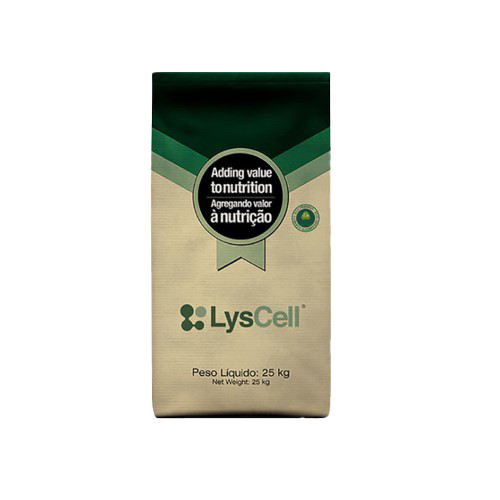 Adding value
to nutrition
Agregando valor
à nutrição
LysCell®
Peso Líquido: 25 kg
Net Weight: 25 kg